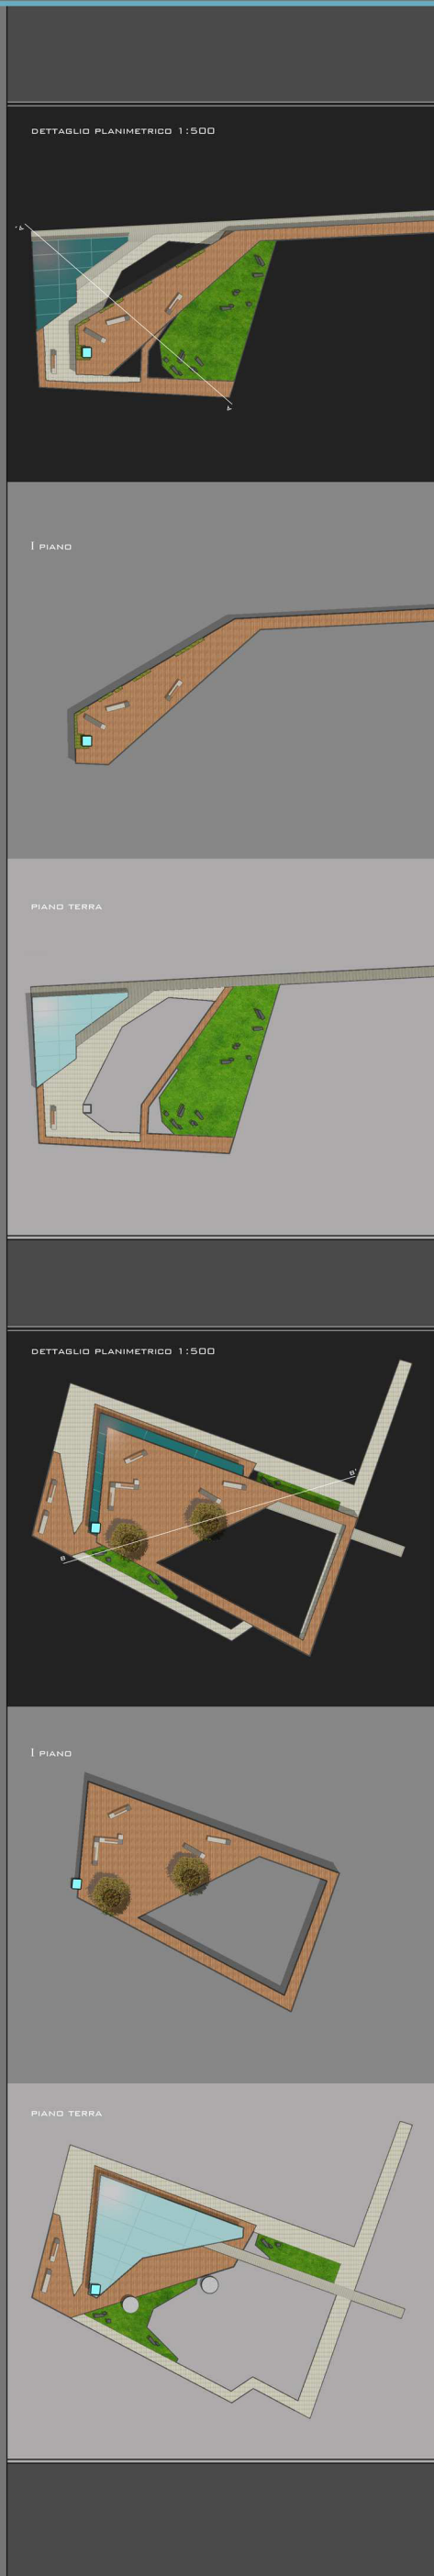 DETTAGLIO PLANIMETRICO 1:500
A
I PIANO
PIANO TERRA
DETTAGLIO PLANIMETRICO 1:500
B'
B
I PIANO
PIANO TERRA